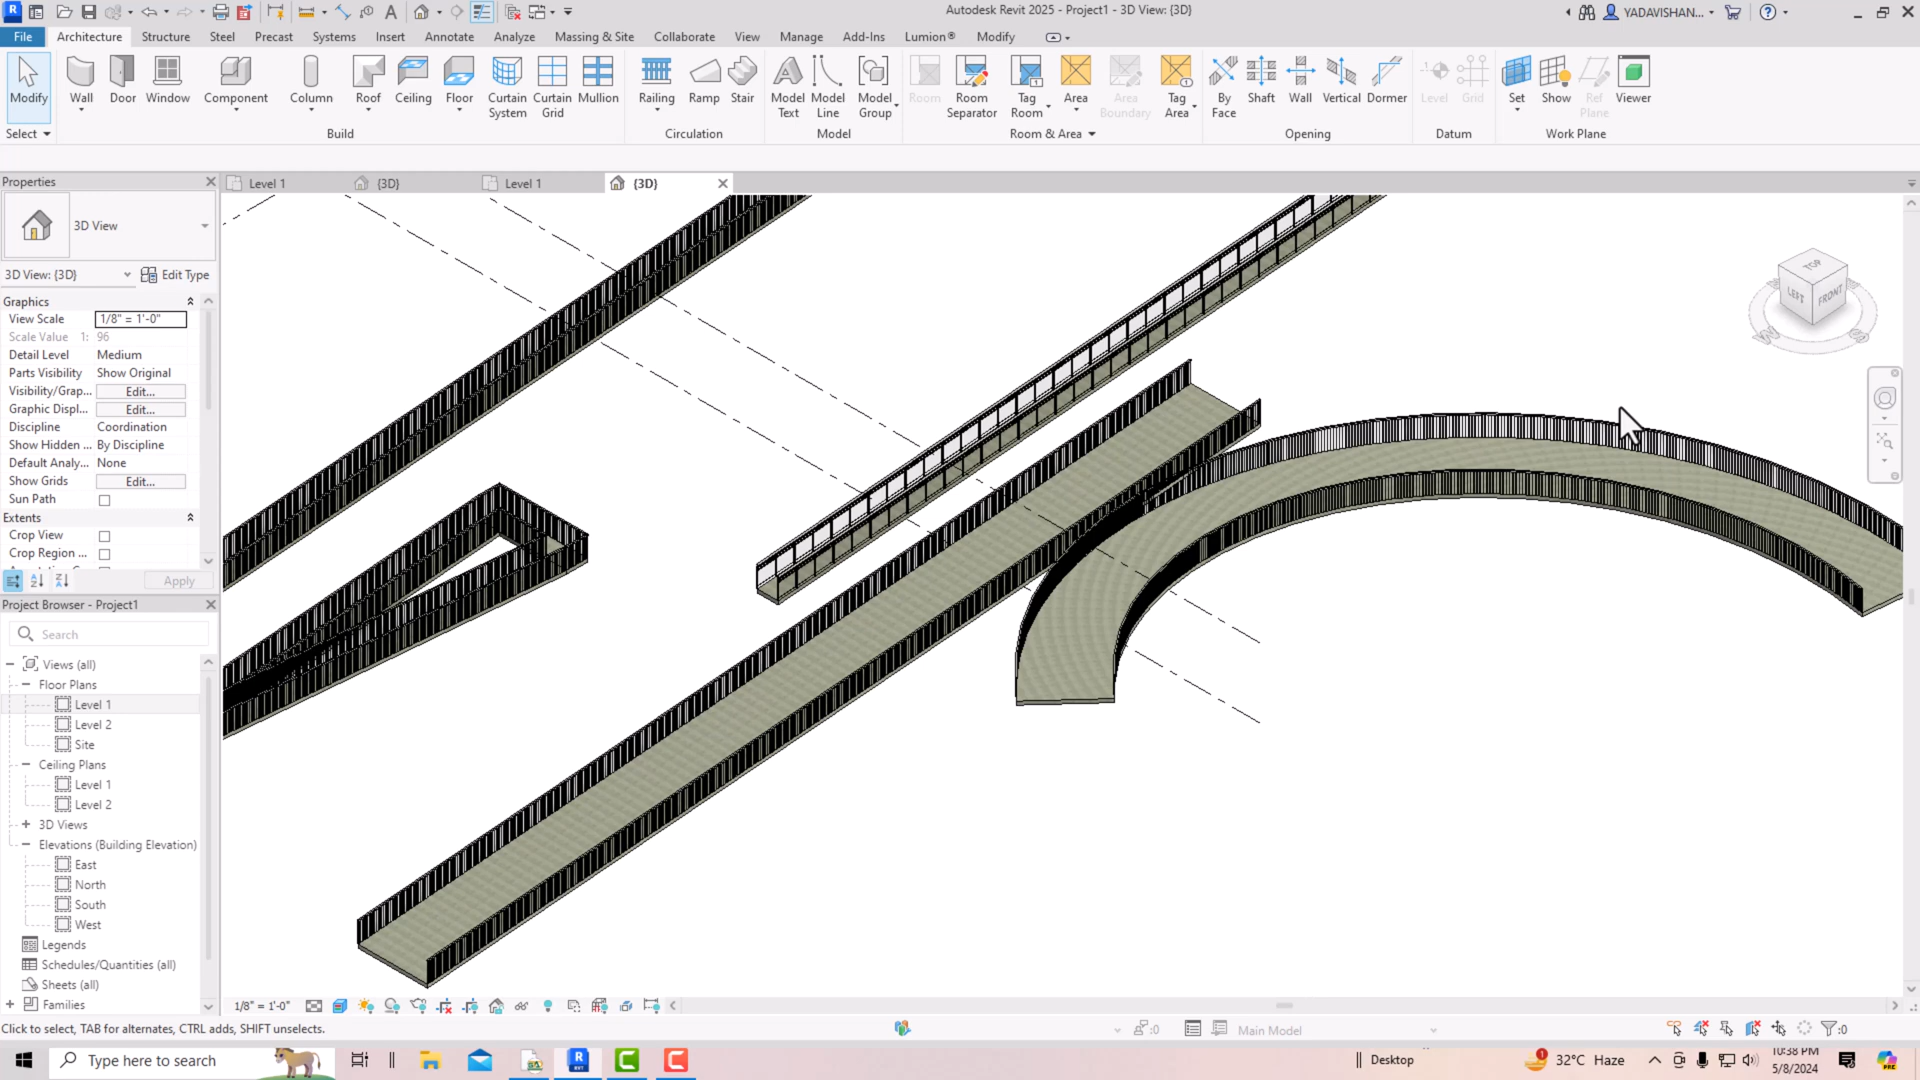 Autodesk Revit 2025 - Project1 - 3D View: {3D}
YADAVISHAN...
File Architecture Structure Steel Precast Systems Insert Annotate Analyze Massing & Site Collaborate View Manage Add-Ins Lumion® Modify
Modify Wall Door Window Component Column Roof Ceiling Floor Curtain System Curtain Grid Mullion Railing Ramp Stair Model Text Model Line Model Group Room Room Separator Tag Room Area Area Boundary Tag Area By Face Shaft Wall Vertical Dormer Level Grid Set Show Ref Plane Viewer
Select Build Circulation Model Room & Area Opening Datum Work Plane
Properties
Level 1 {3D} Level 1 {3D}
3D View
3D View: {3D} Edit Type
Graphics
View Scale 1/8" = 1'-0"
Scale Value 1: 96
Detail Level Medium
Parts Visibility Show Original
Visibility/Grap... Edit...
Graphic Displ... Edit...
Discipline Coordination
Show Hidden ... By Discipline
Default Analy... None
Show Grids Edit...
Sun Path
Extents
Crop View
Crop Region ...
Apply
Project Browser - Project1
Search
Views (all)
Floor Plans
Level 1
Level 2
Site
Ceiling Plans
Level 1
Level 2
3D Views
Elevations (Building Elevation)
East
North
South
West
Legends
Schedules/Quantities (all)
Sheets (all)
Families
TOP
LEFT FRONT
W S
1/8" = 1'-0"
Click to select, TAB for alternates, CTRL adds, SHIFT unselects.
:0 Main Model :0
Type here to search
Desktop
1 32°C Haze
10:38 PM
5/8/2024